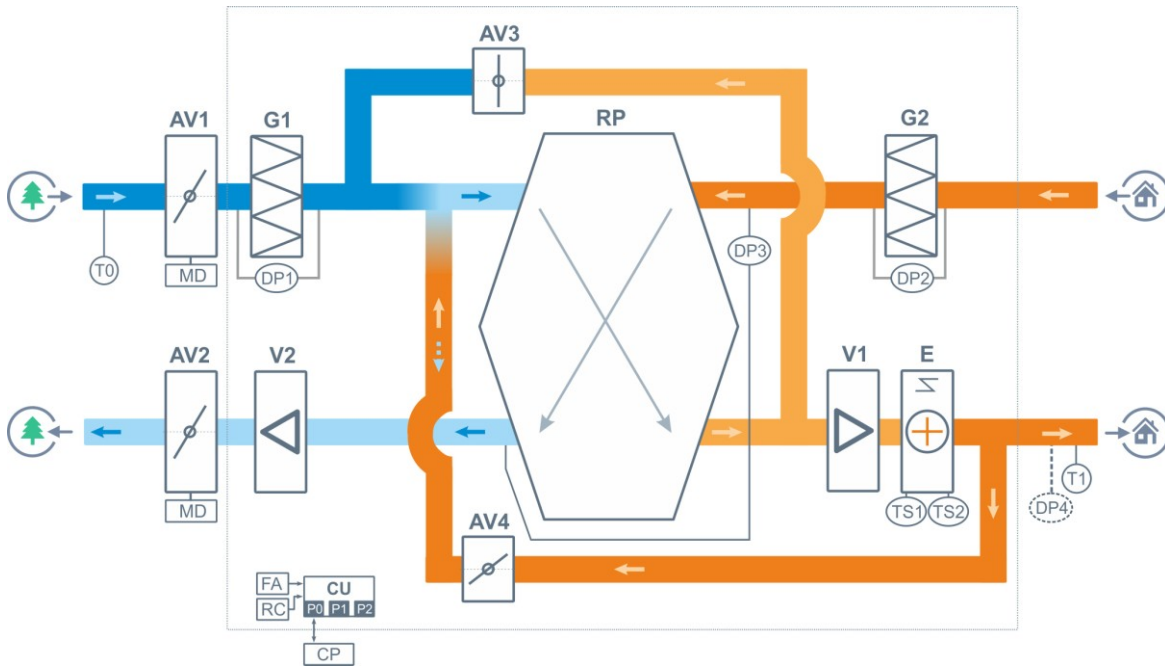 AV3
AV1
G1
RP
G2
T0
MD
DP1
DP3
DP2
AV2
V2
V1
E
MD
TS1
TS2
DP4
T1
AV4
FA
CU
RC
P0 P1 P2
CP